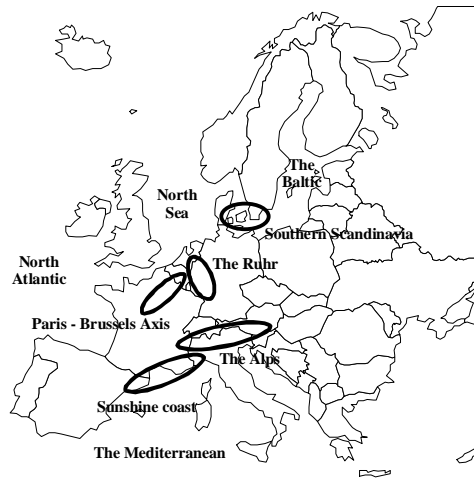 The
Baltic
North
Sea
Southern Scandinavia
North
Atlantic
The Ruhr
Paris - Brussels Axis
The Alps
Sunshine coast
The Mediterranean